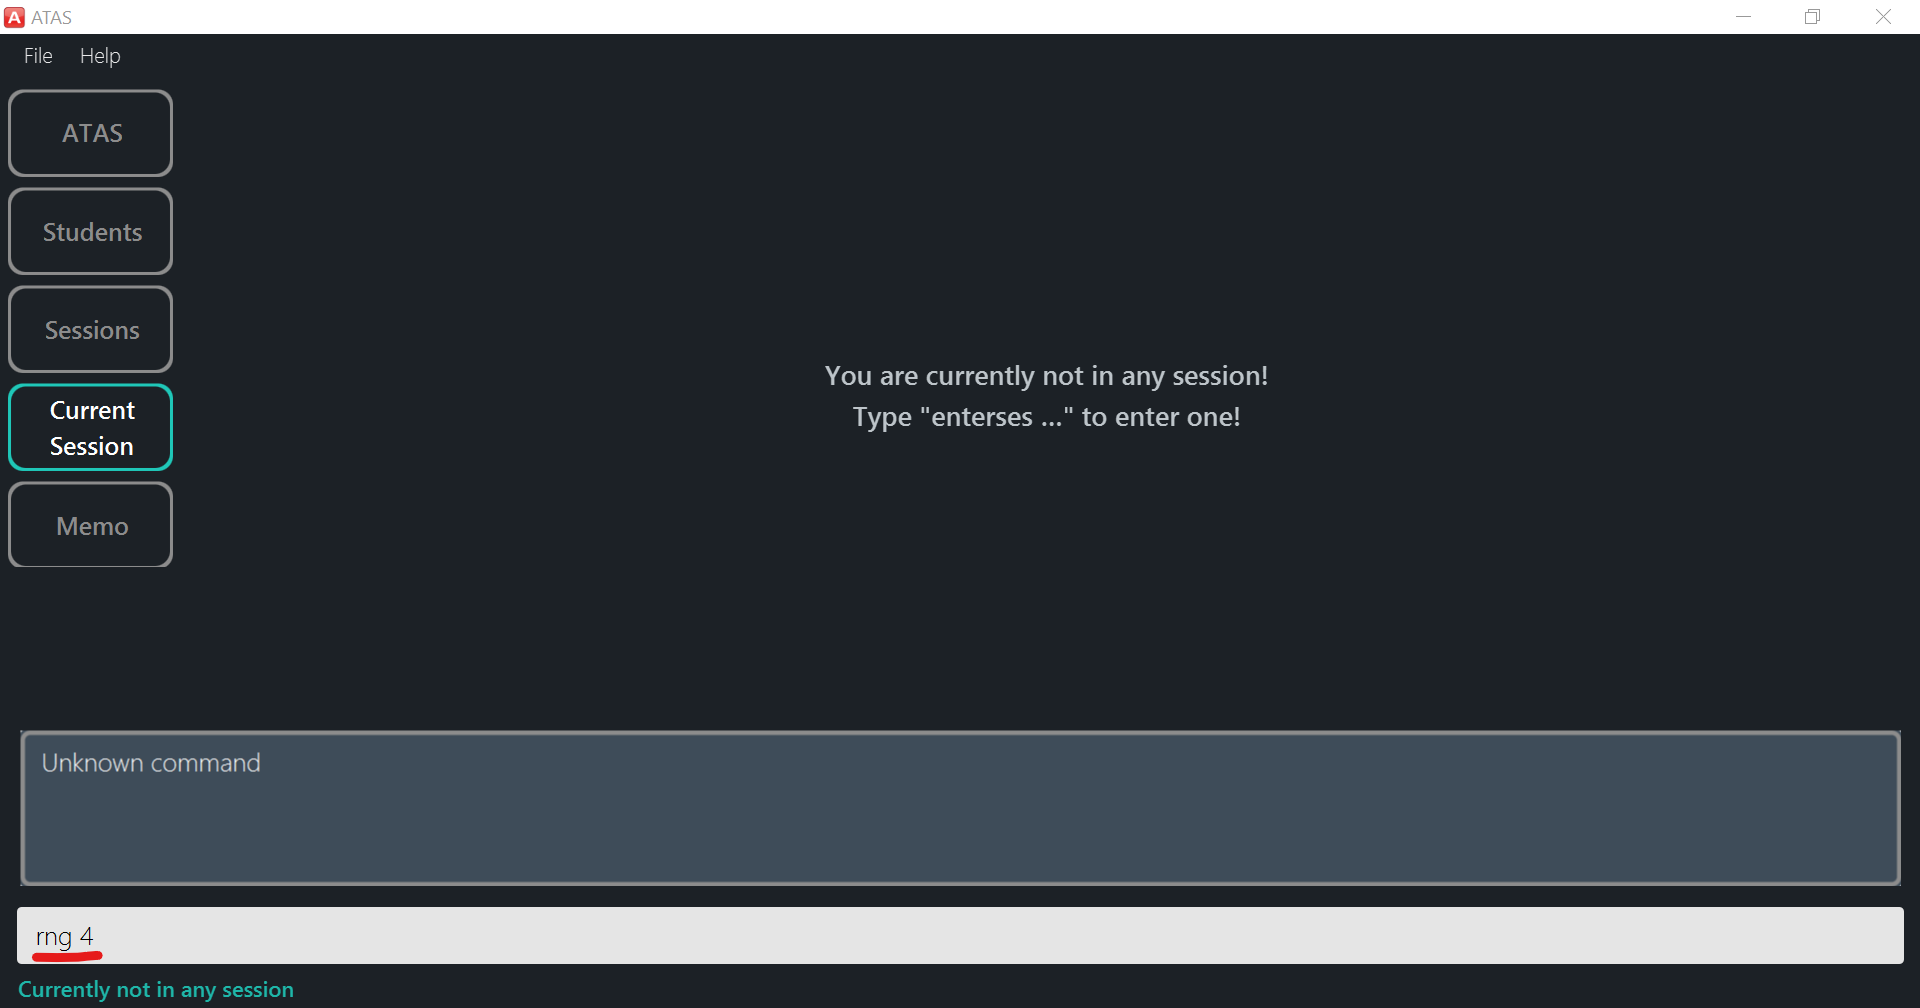 A ATAS
File Help
ATAS
Students
Sessions
Current
Session
Memo
You are currently not in any session!
Type "enterses ..." to enter one!
Unknown command
rng 4
Currently not in any session